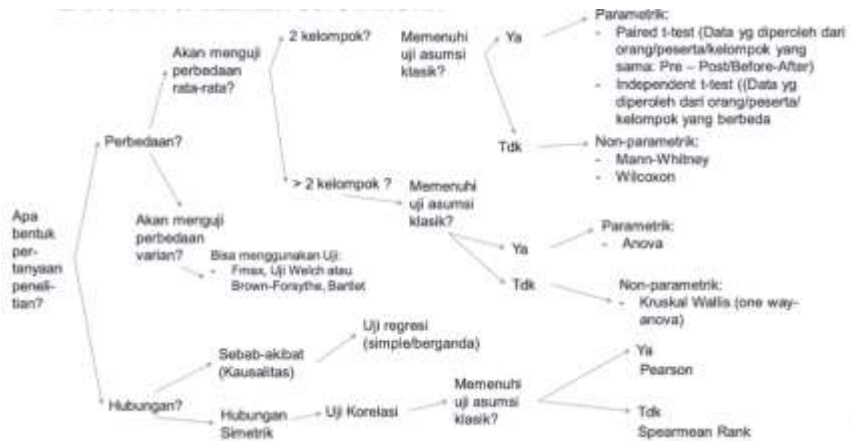 Parametrik:
- Paired t-test (Data yg diperoleh dari
orang/peserta/kelompok yang
sama: Pre – Post/Before-After)
- Independent t-test ((Data yg
diperoleh dari orang/peserta/
kelompok yang berbeda
Ya
2 kelompok?
Memenuhi
uji asumsi
klasik?
Akan menguji
perbedaan
rata-rata?
Tdk
Non-parametrik:
- Mann-Whitney
- Wilcoxon
Perbedaan?
> 2 kelompok ?
Memenuhi
uji asumsi
klasik?
Apa
bentuk
per-
tanyaan
peneli-
tian?
Akan menguji
perbedaan
varian?
Bisa menggunakan Uji:
- Fmax, Uji Welch atau
Brown-Forsythe, Bartlet
Ya
Parametrik:
- Anova
Tdk
Non-parametrik:
- Kruskal Wallis (one way-
anova)
Hubungan?
Sebab-akibat
(Kausalitas)
Uji regresi
(simple/berganda)
Hubungan
Simetrik
Uji Korelasi
Memenuhi
uji asumsi
klasik?
Ya
Pearson
Tdk
Spearmean Rank